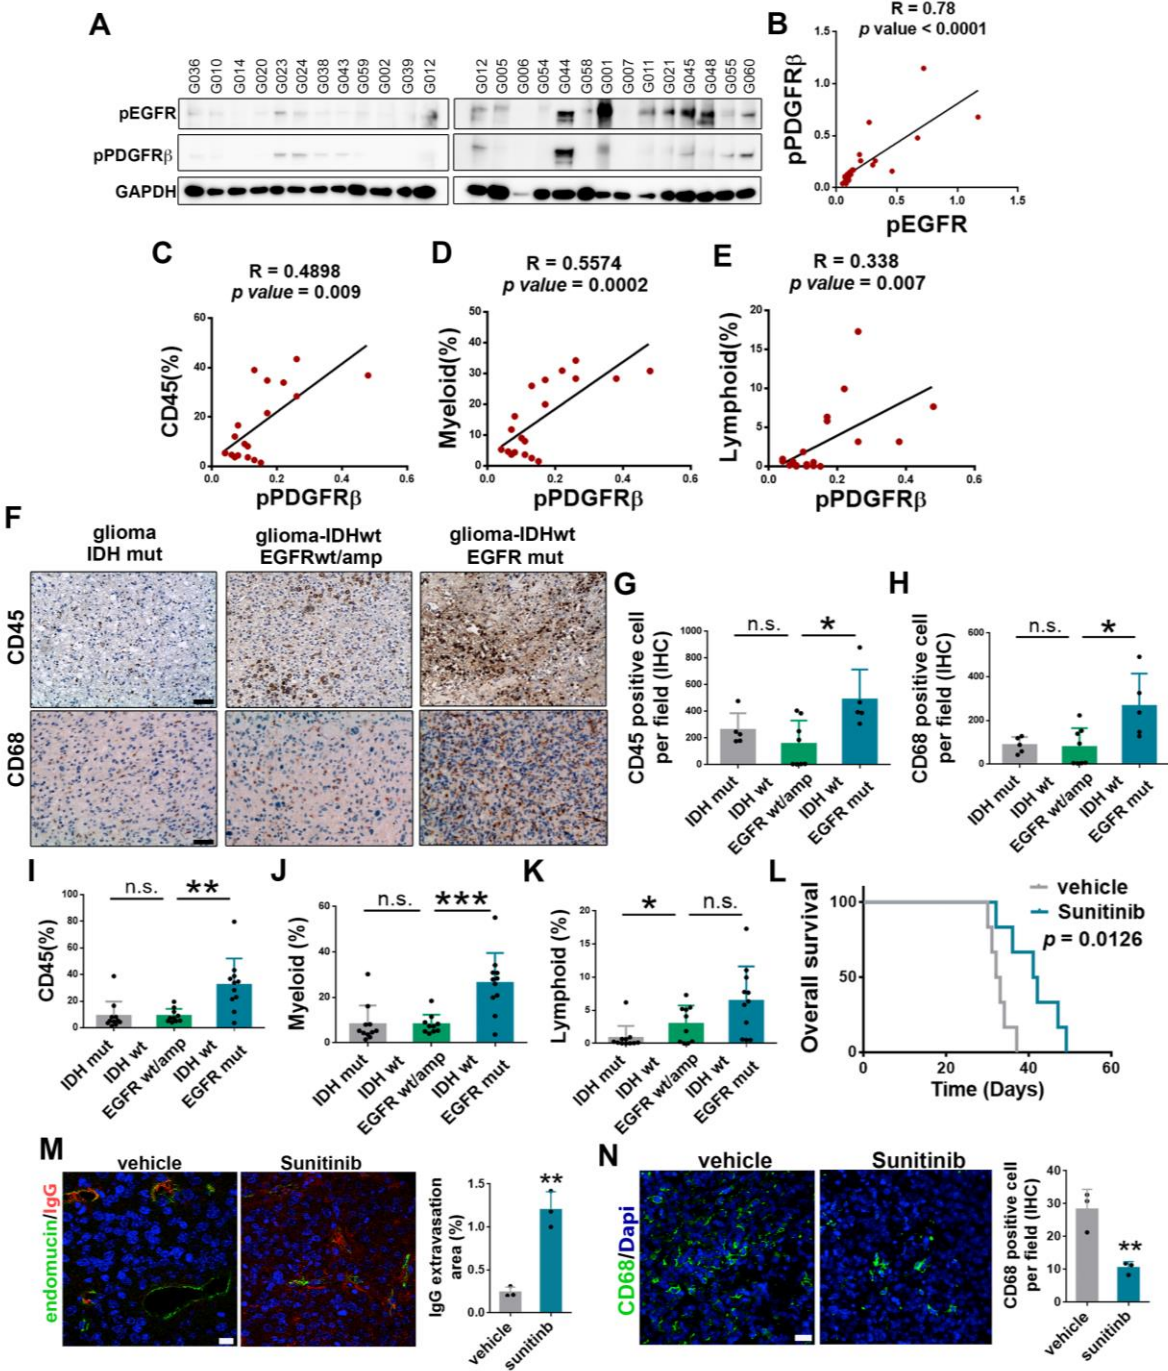 A
G036 G010 G014 G020 G023 G024 G038 G043 G059 G002 G039 G012
G012 G005 G006 G054 G044 G058 G001 G007 G011 G021 G045 G048 G055 G060
pEGFR
pPDGFRβ
GAPDH
B
R = 0.78
p value < 0.0001
pPDGFRβ
1.5
1.0
0.5
0.0
0.0 0.5 1.0 1.5
pEGFR
C
R = 0.4898
p value = 0.009
CD45(%)
60
40
20
0
0.0 0.2 0.4 0.6
pPDGFRβ
D
R = 0.5574
p value = 0.0002
Myeloid(%)
50
40
30
20
10
0
0.0 0.2 0.4 0.6
pPDGFRβ
E
R = 0.338
p value = 0.007
Lymphoid(%)
20
15
10
5
0
0.0 0.2 0.4 0.6
pPDGFRβ
F
glioma
IDH mut
glioma-IDHwt
EGFRwt/amp
glioma-IDHwt
EGFR mut
CD45
CD68
G
CD45 positive cell
per field (IHC)
1000
800
600
400
200
0
n.s. *
IDH mut
IDH wt
EGFR wt/amp
IDH wt
EGFR mut
H
CD68 positive cell
per field (IHC)
600
400
200
0
n.s. *
IDH mut
IDH wt
EGFR wt/amp
IDH wt
EGFR mut
I
CD45(%)
100
80
60
40
20
0
n.s. **
IDH mut
IDH wt
EGFR wt/amp
IDH wt
EGFR mut
J
Myeloid (%)
60
40
20
0
n.s. ***
IDH mut
IDH wt
EGFR wt/amp
IDH wt
EGFR mut
K
Lymphoid (%)
20
15
10
5
0
* n.s.
IDH mut
IDH wt
EGFR wt/amp
IDH wt
EGFR mut
L
Overall survival
100
50
0
vehicle
Sunitinib
p = 0.0126
0 20 40 60
Time (Days)
M
vehicle Sunitinib
endomucin/IgG
IgG extravasation
area (%)
1.5
1.0
0.5
0.0
**
vehicle
sunitinib
N
vehicle Sunitinib
CD68/Dapi
CD68 positive cell
per field (IHC)
40
30
20
10
0
**
vehicle
sunitinib